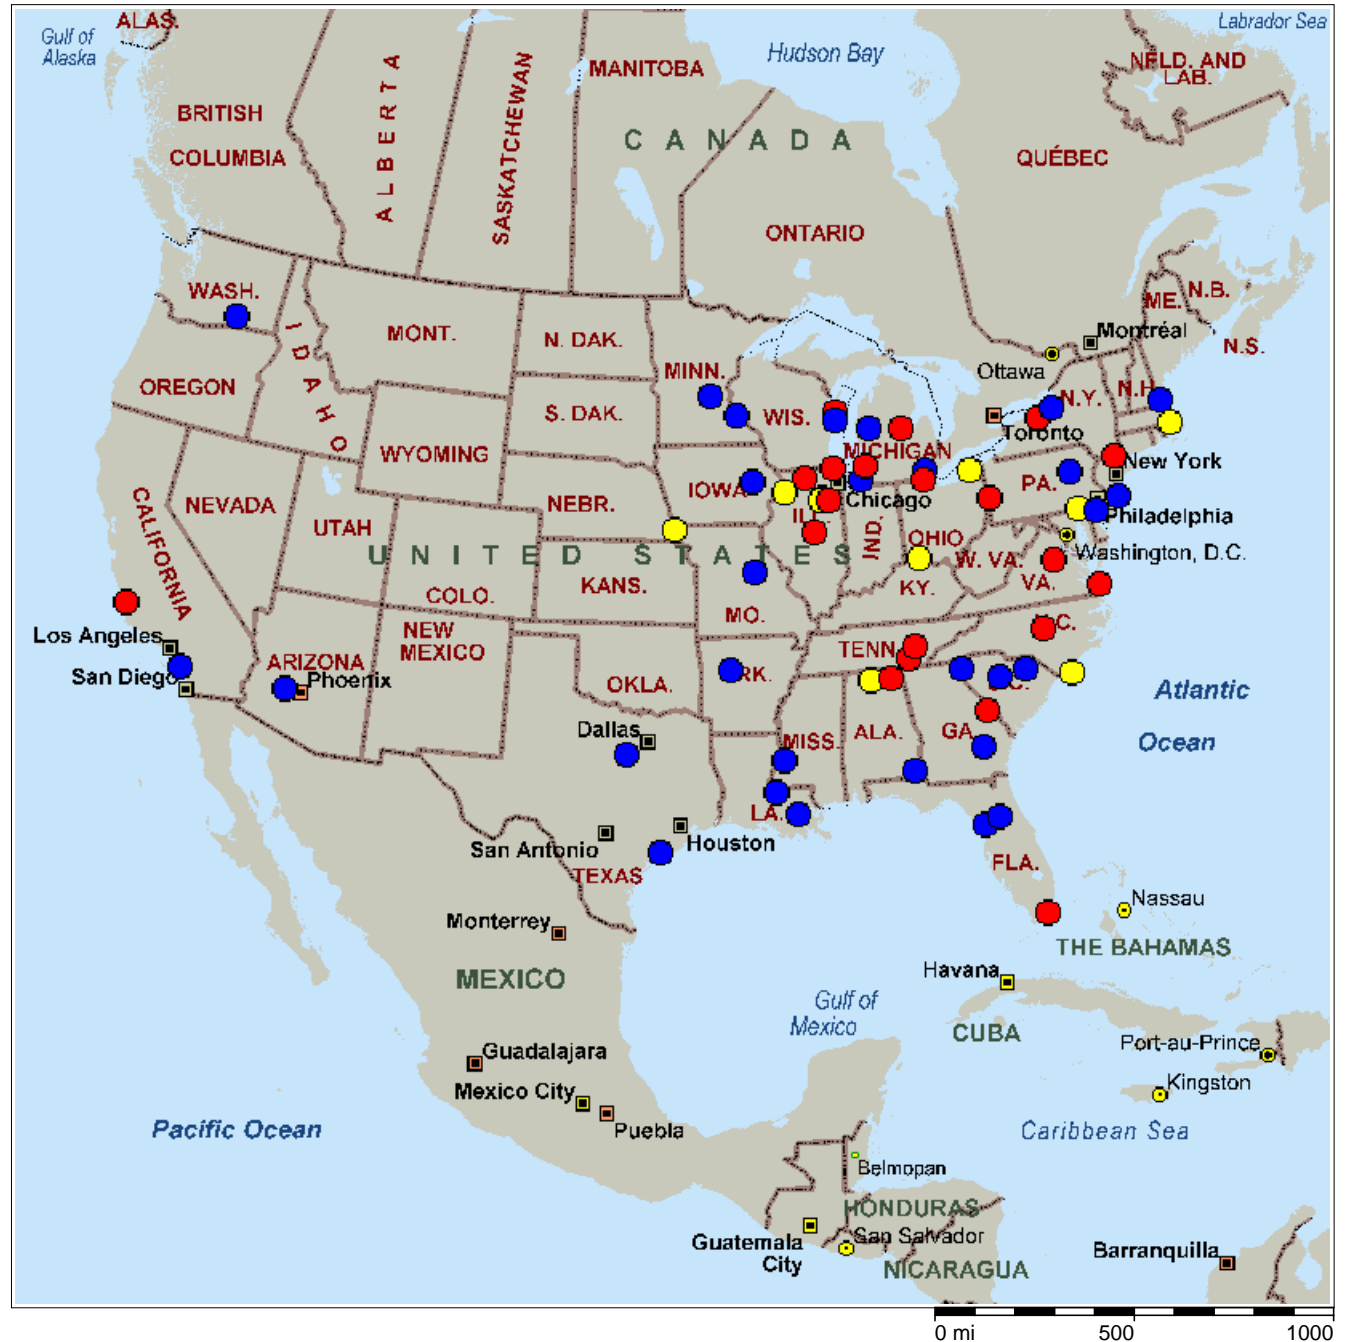 ALAS.
Gulf of
Alaska
Labrador Sea
Hudson Bay
NFLD. AND
LAB.
MANITOBA
ALBERTA
SASKATCHEWAN
BRITISH
COLUMBIA
CANADA
QUÉBEC
ONTARIO
WASH.
MONT.
N. DAK.
MINN.
ME.
N.B.
N.S.
Montréal
Ottawa
OREGON
IDAHO
S. DAK.
WIS.
N.Y.
N.H.
Toronto
WYOMING
MICHIGAN
New York
NEVADA
UTAH
NEBR.
IOWA
Chicago
PA.
Philadelphia
CALIFORNIA
UNITED STATES
ILL.
IND.
OHIO
W. VA.
Washington, D.C.
COLO.
KANS.
MO.
KY.
VA.
Los Angeles
San Diego
ARIZONA
Phoenix
NEW
MEXICO
OKLA.
RK.
TENN.
C.
C.
Atlantic
Ocean
Dallas
MISS.
ALA.
GA.
LA.
San Antonio
Houston
TEXAS
FLA.
Nassau
THE BAHAMAS
Monterrey
MEXICO
Havana
Gulf of
Mexico
CUBA
Port-au-Prince
Kingston
Guadalajara
Mexico City
Puebla
Pacific Ocean
Caribbean Sea
Belmopan
HONDURAS
San Salvador
Guatemala
City
NICARAGUA
Barranquilla
0 mi
500
1000